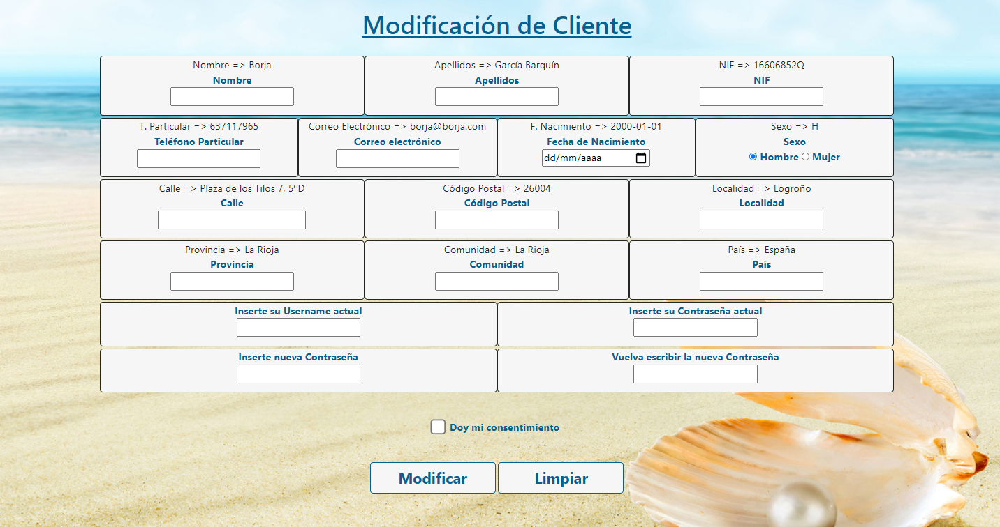 Modificación de Cliente
Nombre => Borja
Nombre
Apellidos => García Barquín
Apellidos
NIF => 16606852Q
NIF
T. Particular => 637117965
Teléfono Particular
Correo Electrónico => borja@borja.com
Correo electrónico
F. Nacimiento => 2000-01-01
Fecha de Nacimiento
dd/mm/aaaa
Sexo => H
Sexo
Hombre Mujer
Calle => Plaza de los Tilos 7, 5ºD
Calle
Código Postal => 26004
Código Postal
Localidad => Logroño
Localidad
Provincia => La Rioja
Provincia
Comunidad => La Rioja
Comunidad
País => España
País
Inserte su Username actual
Inserte su Contraseña actual
Inserte nueva Contraseña
Vuelva escribir la nueva Contraseña
Doy mi consentimiento
Modificar
Limpiar